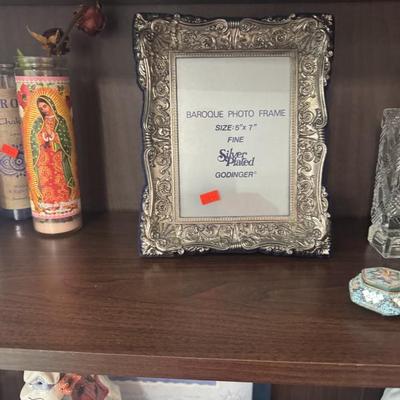 BAROQUE PHOTO FRAME
SIZE: 5" x 7"
FINE
Silver
Plated
GODINGER®